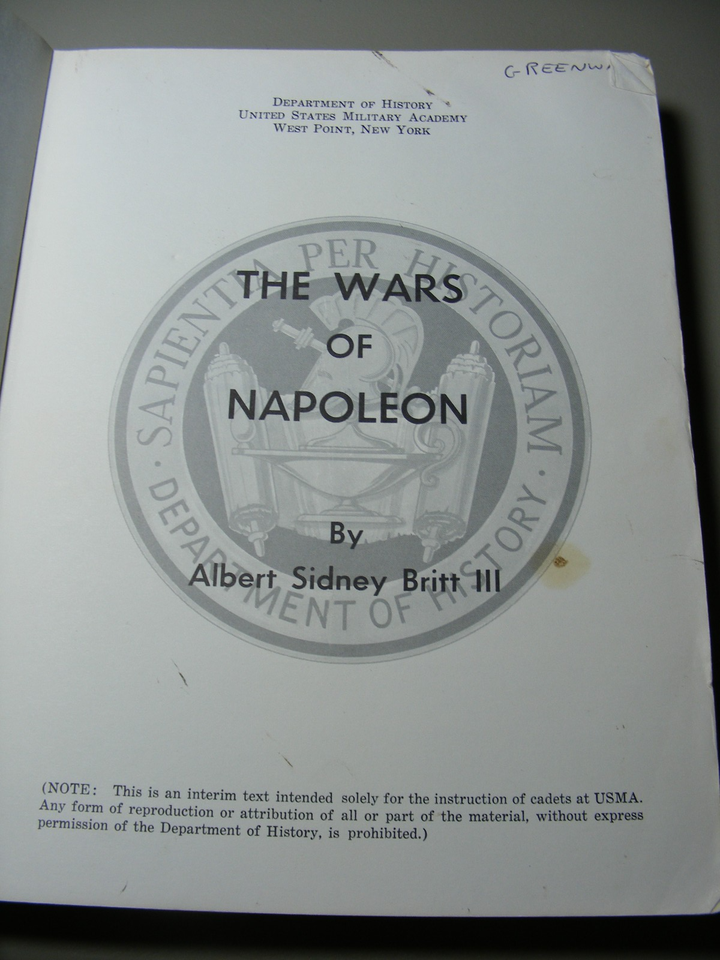 GREENW
DEPARTMENT OF HISTORY
UNITED STATES MILITARY ACADEMY
WEST POINT, NEW YORK
SAPIENTIA PER HISTORIAM
THE WARS
OF
NAPOLEON
By
Albert Sidney Britt III
· DEPARTMENT OF HISTORY ·
(NOTE: This is an interim text intended solely for the instruction of cadets at USMA.
Any form of reproduction or attribution of all or part of the material, without express
permission of the Department of History, is prohibited.)